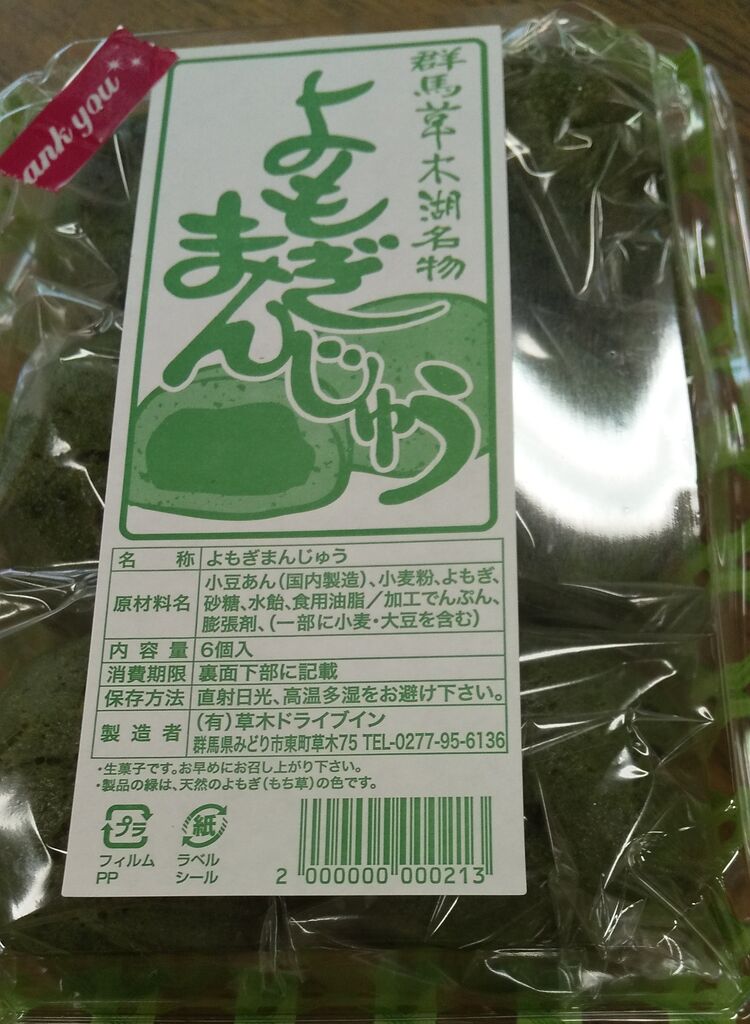 ank you
群馬草木湖名物
よもぎ
まんじゅう
名称 よもぎまんじゅう
原材料名 小豆あん(国内製造)、小麦粉、よもぎ、
砂糖、水飴、食用油脂/加工でんぷん、
膨張剤、(一部に小麦・大豆を含む)
内容量 6個入
消費期限 裏面下部に記載
保存方法 直射日光、高温多湿をお避け下さい。
製造者 (有)草木ドライブイン
群馬県みどり市東町草木75 TEL-0277-95-6136
・生菓子です。お早めにお召し上がり下さい。
・製品の緑は、天然のよもぎ(もち草)の色です。
プラ 紙
フィルム ラベル
PP シール
2 000000 000213